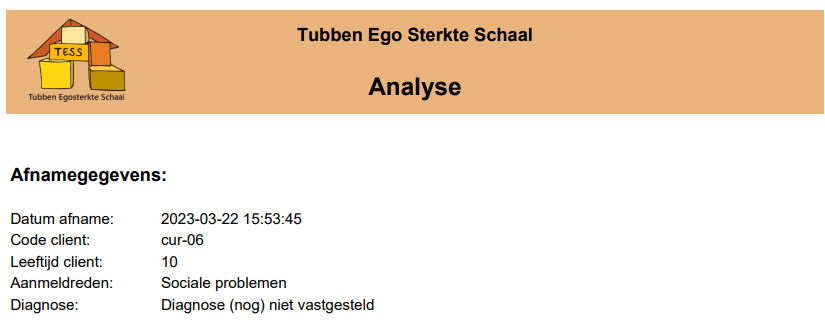 Tubben Ego Sterkte Schaal
TESS
Tubben Egosterkte Schaal
Analyse
Afnamegegevens:
Datum afname: 2023-03-22 15:53:45
Code client: cur-06
Leeftijd client: 10
Aanmeldreden: Sociale problemen
Diagnose: Diagnose (nog) niet vastgesteld